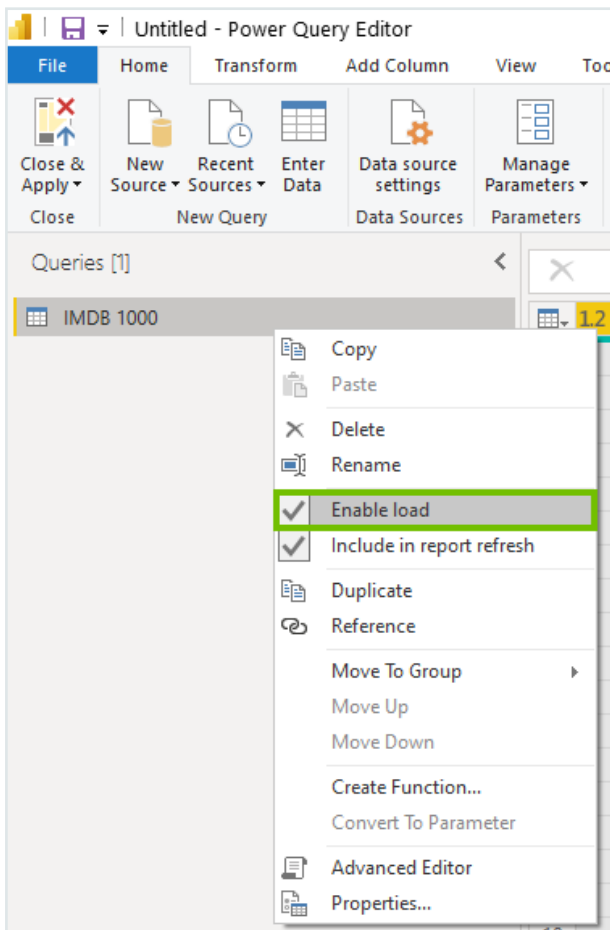 Untitled - Power Query Editor
File Home Transform Add Column View
Close & Apply New Source Recent Sources Enter Data Data source settings Manage Parameters
Close New Query Data Sources Parameters
Queries [1]
IMDB 1000
1.2
Copy
Paste
Delete
Rename
Enable load
Include in report refresh
Duplicate
Reference
Move To Group
Move Up
Move Down
Create Function...
Convert To Parameter
Advanced Editor
Properties...